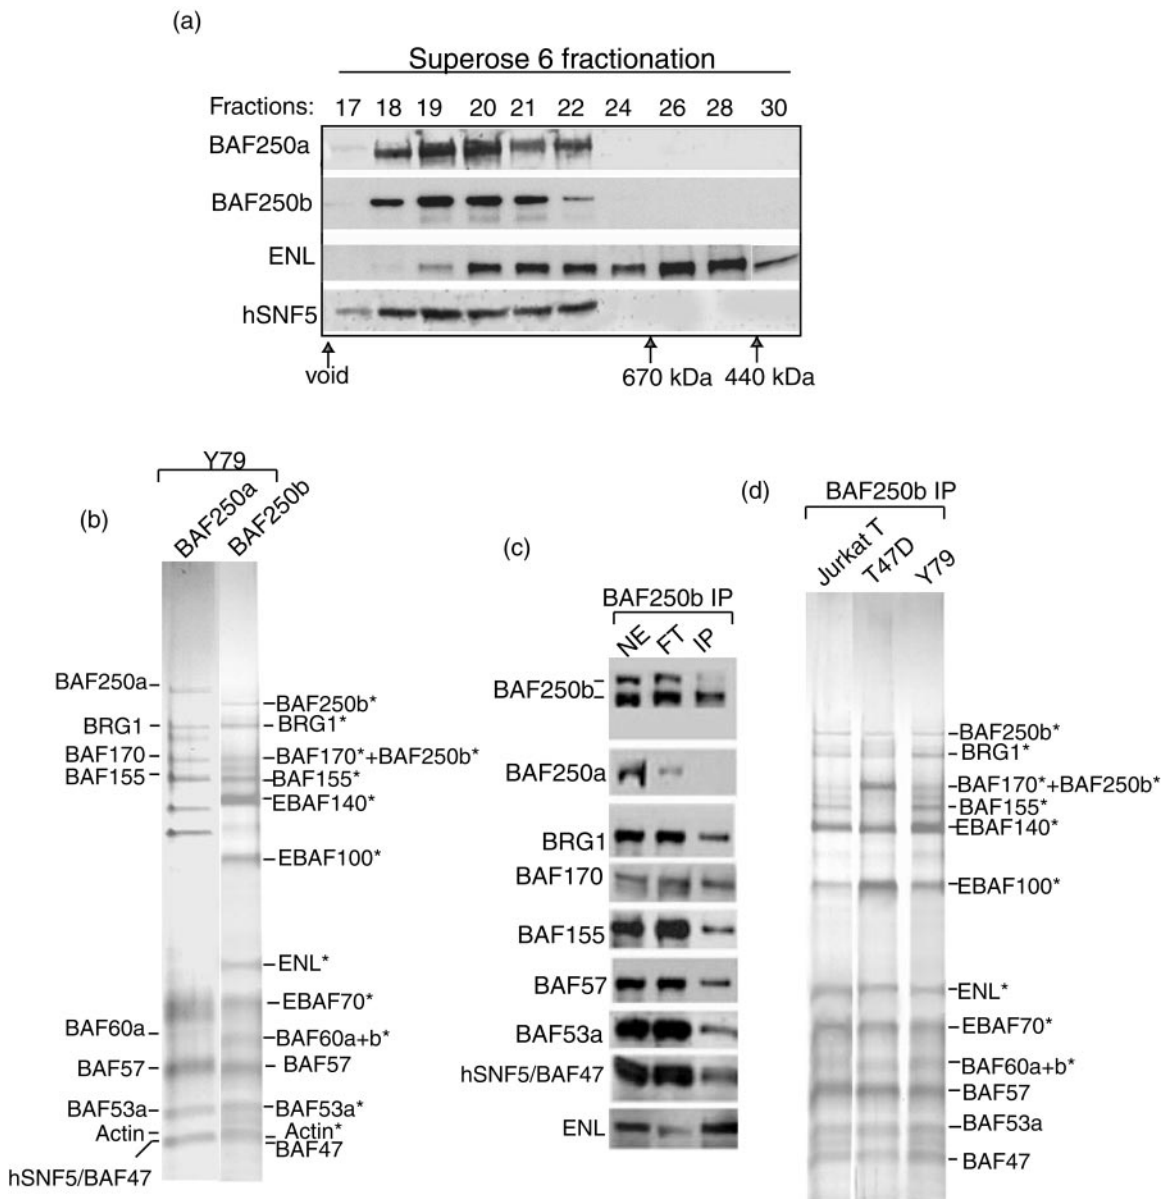 (a)
Superose 6 fractionation
Fractions: 17 18 19 20 21 22 24 26 28 30
BAF250a
BAF250b
ENL
hSNF5
void
670 kDa
440 kDa
(b)
Y79
BAF250a
BAF250b
BAF250a
BRG1
BAF170
BAF155
BAF60a
BAF57
BAF53a
Actin
hSNF5/BAF47
BAF250b*
BRG1*
BAF170*+BAF250b*
BAF155*
EBAF140*
EBAF100*
ENL*
EBAF70*
BAF60a+b*
BAF57
BAF53a*
Actin*
BAF47
(c)
BAF250b IP
NE FT IP
BAF250b
BAF250a
BRG1
BAF170
BAF155
BAF57
BAF53a
hSNF5/BAF47
ENL
(d)
BAF250b IP
Jurkat T
T47D
Y79
BAF250b*
BRG1*
BAF170*+BAF250b*
BAF155*
EBAF140*
EBAF100*
ENL*
EBAF70*
BAF60a+b*
BAF57
BAF53a
BAF47